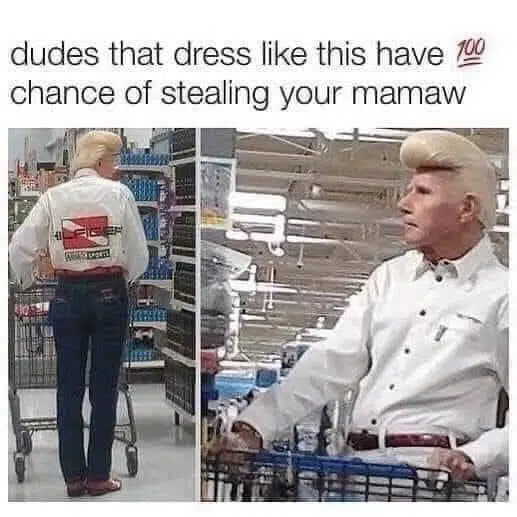 dudes that dress like this have 💯
chance of stealing your mamaw